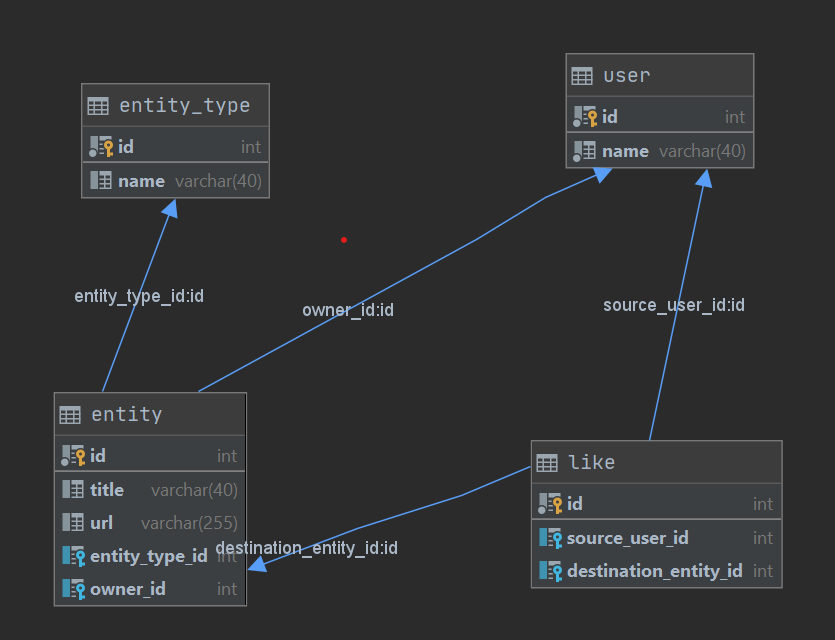 entity_type
id int
name varchar(40)
user
id int
name varchar(40)
entity_type_id:id
owner_id:id
source_user_id:id
entity
id int
title varchar(40)
url varchar(255)
entity_type_id int
owner_id int
destination_entity_id:id
like
id int
source_user_id int
destination_entity_id int